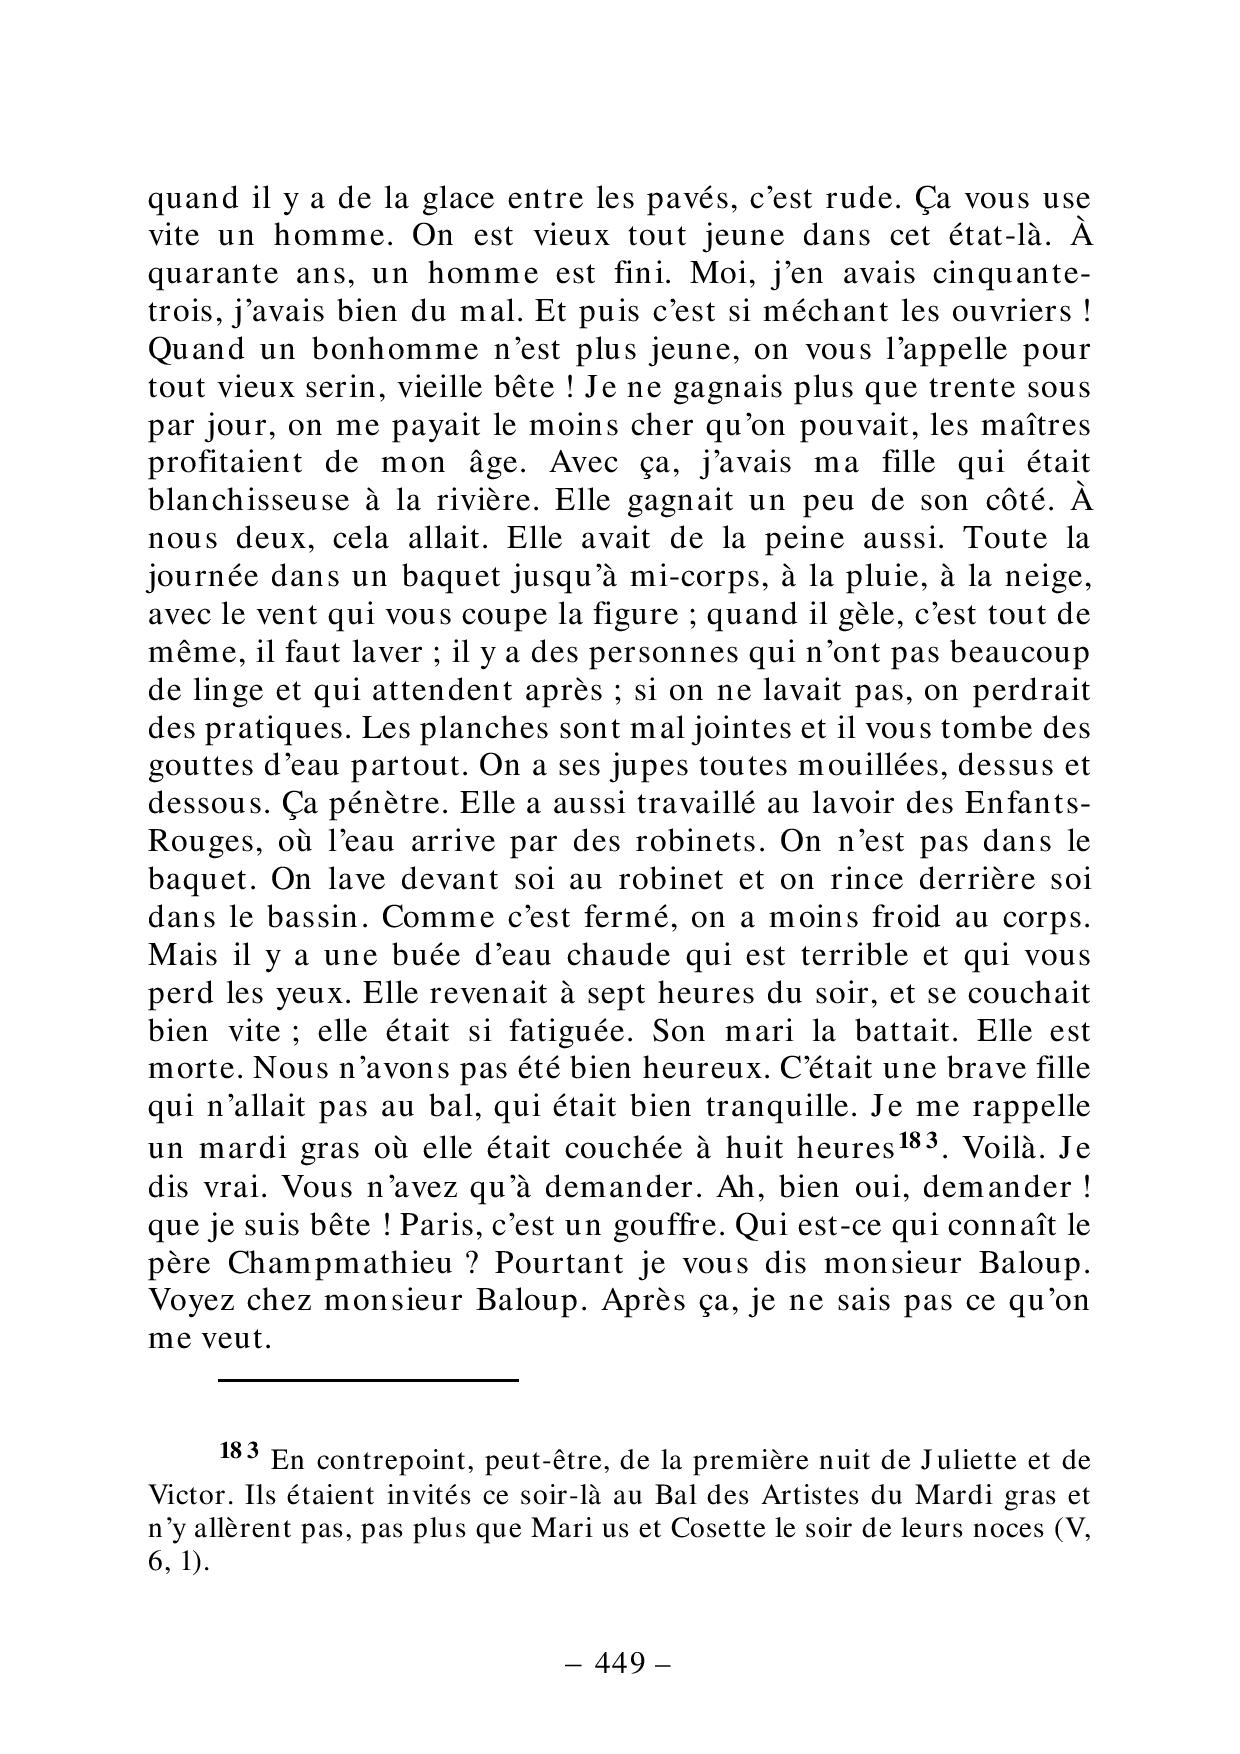 quand il y a de la glace entre les pavés, c’est rude. Ça vous use
vite un homme. On est vieux tout jeune dans cet état-là. À
quarante ans, un homme est fini. Moi, j’en avais cinquante-
trois, j’avais bien du mal. Et puis c’est si méchant les ouvriers !
Quand un bonhomme n’est plus jeune, on vous l’appelle pour
tout vieux serin, vieille bête ! Je ne gagnais plus que trente sous
par jour, on me payait le moins cher qu’on pouvait, les maîtres
profitaient de mon âge. Avec ça, j’avais ma fille qui était
blanchisseuse à la rivière. Elle gagnait un peu de son côté. À
nous deux, cela allait. Elle avait de la peine aussi. Toute la
journée dans un baquet jusqu’à mi-corps, à la pluie, à la neige,
avec le vent qui vous coupe la figure ; quand il gèle, c’est tout de
même, il faut laver ; il y a des personnes qui n’ont pas beaucoup
de linge et qui attendent après ; si on ne lavait pas, on perdrait
des pratiques. Les planches sont mal jointes et il vous tombe des
gouttes d’eau partout. On a ses jupes toutes mouillées, dessus et
dessous. Ça pénètre. Elle a aussi travaillé au lavoir des Enfants-
Rouges, où l’eau arrive par des robinets. On n’est pas dans le
baquet. On lave devant soi au robinet et on rince derrière soi
dans le bassin. Comme c’est fermé, on a moins froid au corps.
Mais il y a une buée d’eau chaude qui est terrible et qui vous
perd les yeux. Elle revenait à sept heures du soir, et se couchait
bien vite ; elle était si fatiguée. Son mari la battait. Elle est
morte. Nous n’avons pas été bien heureux. C’était une brave fille
qui n’allait pas au bal, qui était bien tranquille. Je me rappelle
un mardi gras où elle était couchée à huit heures183. Voilà. Je
dis vrai. Vous n’avez qu’à demander. Ah, bien oui, demander !
que je suis bête ! Paris, c’est un gouffre. Qui est-ce qui connaît le
père Champmathieu ? Pourtant je vous dis monsieur Baloup.
Voyez chez monsieur Baloup. Après ça, je ne sais pas ce qu’on
me veut.
183 En contrepoint, peut-être, de la première nuit de Juliette et de
Victor. Ils étaient invités ce soir-là au Bal des Artistes du Mardi gras et
n’y allèrent pas, pas plus que Mari us et Cosette le soir de leurs noces (V,
6, 1).
– 449 –